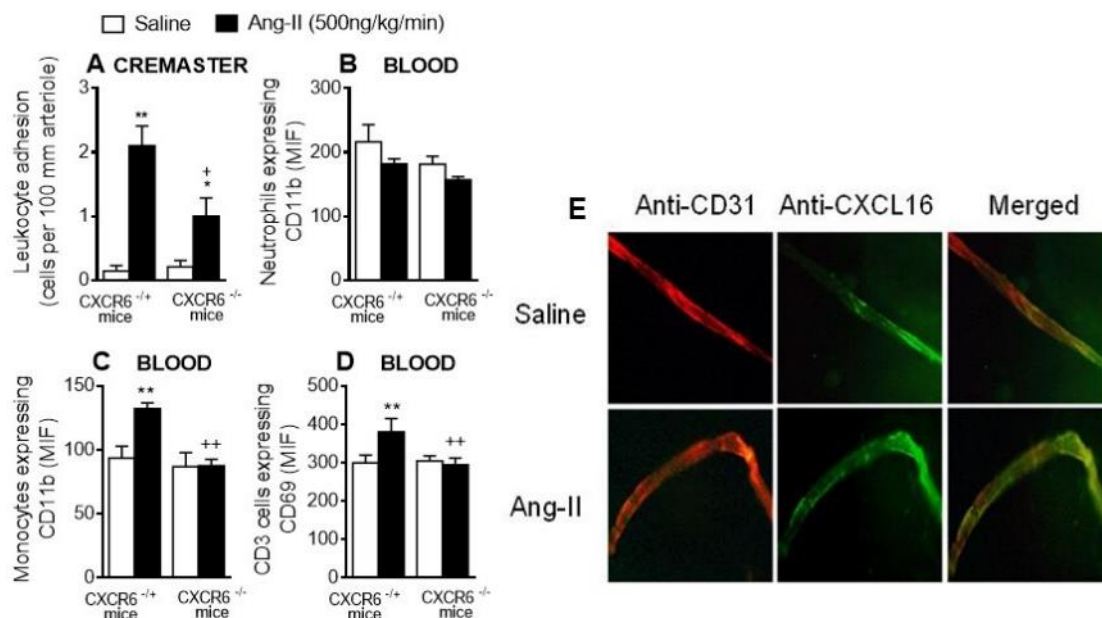 Saline Ang-II (500ng/kg/min)
A CREMASTER
Leukocyte adhesion
(cells per 100 mm arteriole)
3
2
1
0
**
+
*
CXCR6 -/+
mice
CXCR6 -/-
mice
B BLOOD
Neutrophils expressing
CD11b (MIF)
300
200
100
0
CXCR6 -/+
mice
CXCR6 -/-
mice
C BLOOD
Monocytes expressing
CD11b (MIF)
150
100
50
0
**
++
CXCR6 -/+
mice
CXCR6 -/-
mice
D BLOOD
CD3 cells expressing
CD69 (MIF)
500
400
300
200
100
0
**
++
CXCR6 -/+
mice
CXCR6 -/-
mice
E
Anti-CD31 Anti-CXCL16 Merged
Saline
Ang-II